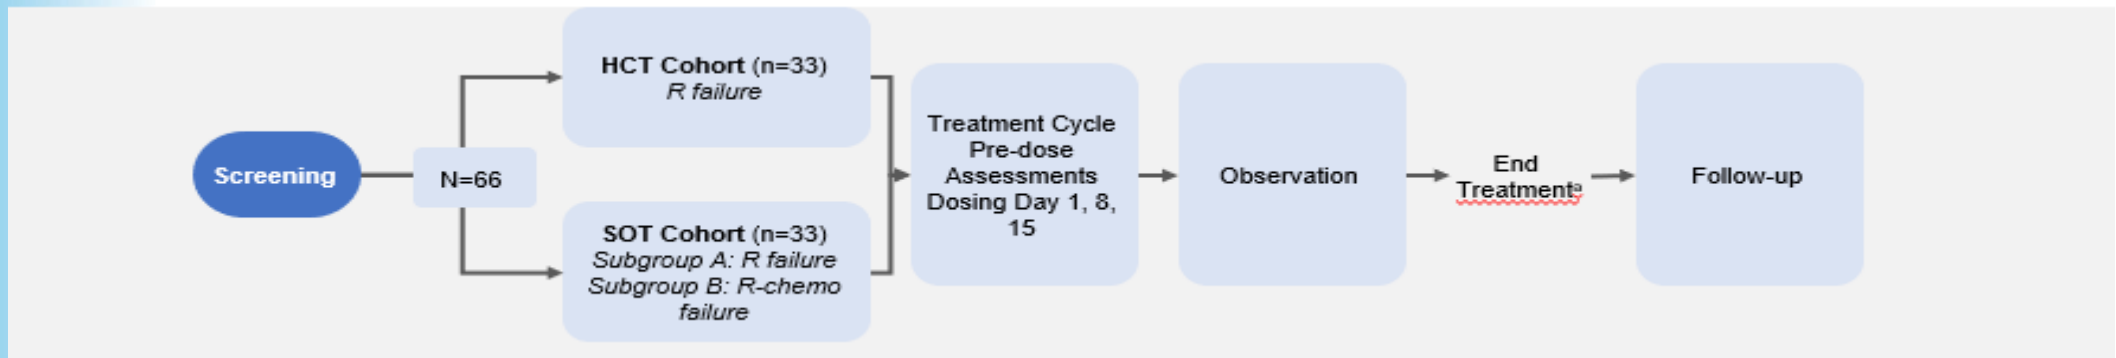 Screening
N=66
HCT Cohort (n=33)
R failure
SOT Cohort (n=33)
Subgroup A: R failure
Subgroup B: R-chemo
failure
Treatment Cycle
Pre-dose
Assessments
Dosing Day 1, 8,
15
Observation
End
Treatmentᵃ
Follow-up